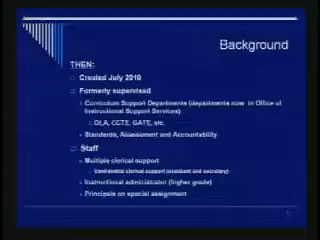 Background
THEN:
Created July 2010
Formerly supervised
Curriculum Support Departments (departments now in Office of
Instructional Support Services)
OLA, CCTE, GATE, etc.
Standards, Assessment and Accountability
Staff
Multiple clerical support
Confidential clerical support (assistant and secretary)
Instructional administrator (higher grade)
Principals on special assignment